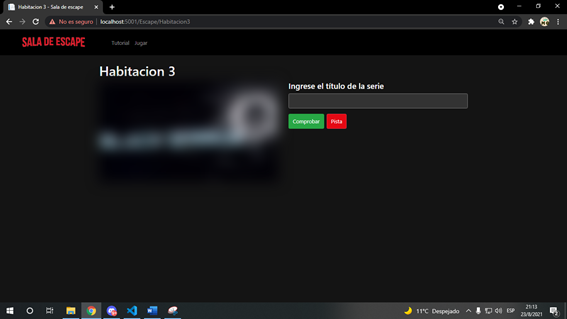 Habitacion 3 - Sala de escape
No es seguro | localhost:5001/Escape/Habitacion3
SALA DE ESCAPE
Tutorial Jugar
Habitacion 3
Ingrese el título de la serie
Comprobar Pista
11°C Despejado
ESP
21:13
23/8/2021